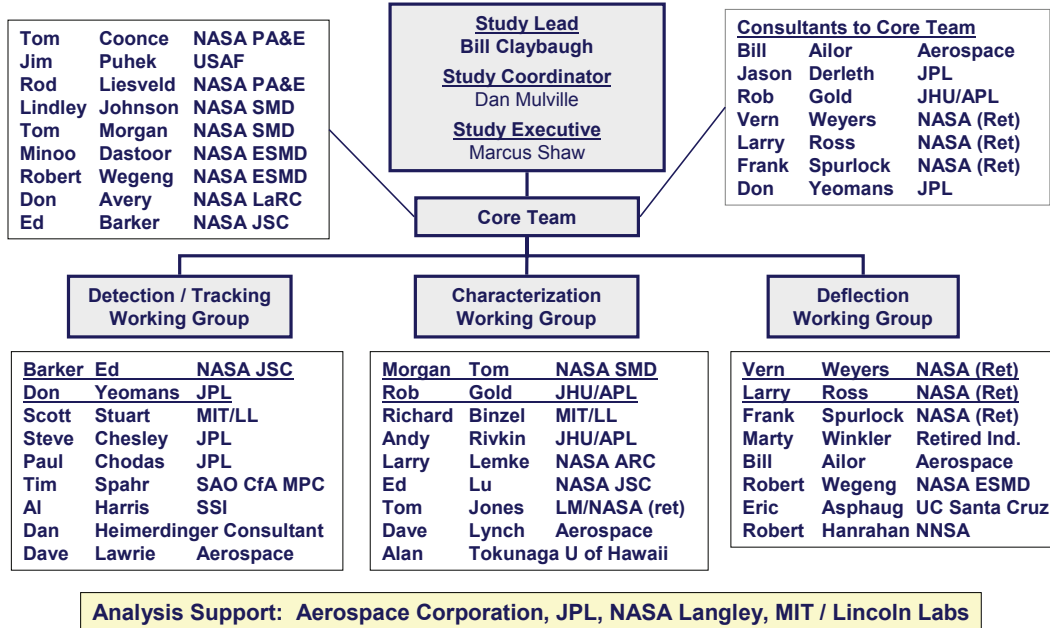 Tom Coonce NASA PA&E
Jim Puhek USAF
Rod Liesveld NASA PA&E
Lindley Johnson NASA SMD
Tom Morgan NASA SMD
Minoo Dastoor NASA ESMD
Robert Wegeng NASA ESMD
Don Avery NASA LaRC
Ed Barker NASA JSC
Study Lead
Bill Claybaugh
Study Coordinator
Dan Mulville
Study Executive
Marcus Shaw
Consultants to Core Team
Bill Ailor Aerospace
Jason Derleth JPL
Rob Gold JHU/APL
Vern Weyers NASA (Ret)
Larry Ross NASA (Ret)
Frank Spurlock NASA (Ret)
Don Yeomans JPL
Core Team
Detection / Tracking
Working Group
Characterization
Working Group
Deflection
Working Group
Barker Ed NASA JSC
Don Yeomans JPL
Scott Stuart MIT/LL
Steve Chesley JPL
Paul Chodas JPL
Tim Spahr SAO CfA MPC
Al Harris SSI
Dan Heimerdinger Consultant
Dave Lawrie Aerospace
Morgan Tom NASA SMD
Rob Gold JHU/APL
Richard Binzel MIT/LL
Andy Rivkin JHU/APL
Larry Lemke NASA ARC
Ed Lu NASA JSC
Tom Jones LM/NASA (ret)
Dave Lynch Aerospace
Alan Tokunaga U of Hawaii
Vern Weyers NASA (Ret)
Larry Ross NASA (Ret)
Frank Spurlock NASA (Ret)
Marty Winkler Retired Ind.
Bill Ailor Aerospace
Robert Wegeng NASA ESMD
Eric Asphaug UC Santa Cruz
Robert Hanrahan NNSA
Analysis Support: Aerospace Corporation, JPL, NASA Langley, MIT / Lincoln Labs